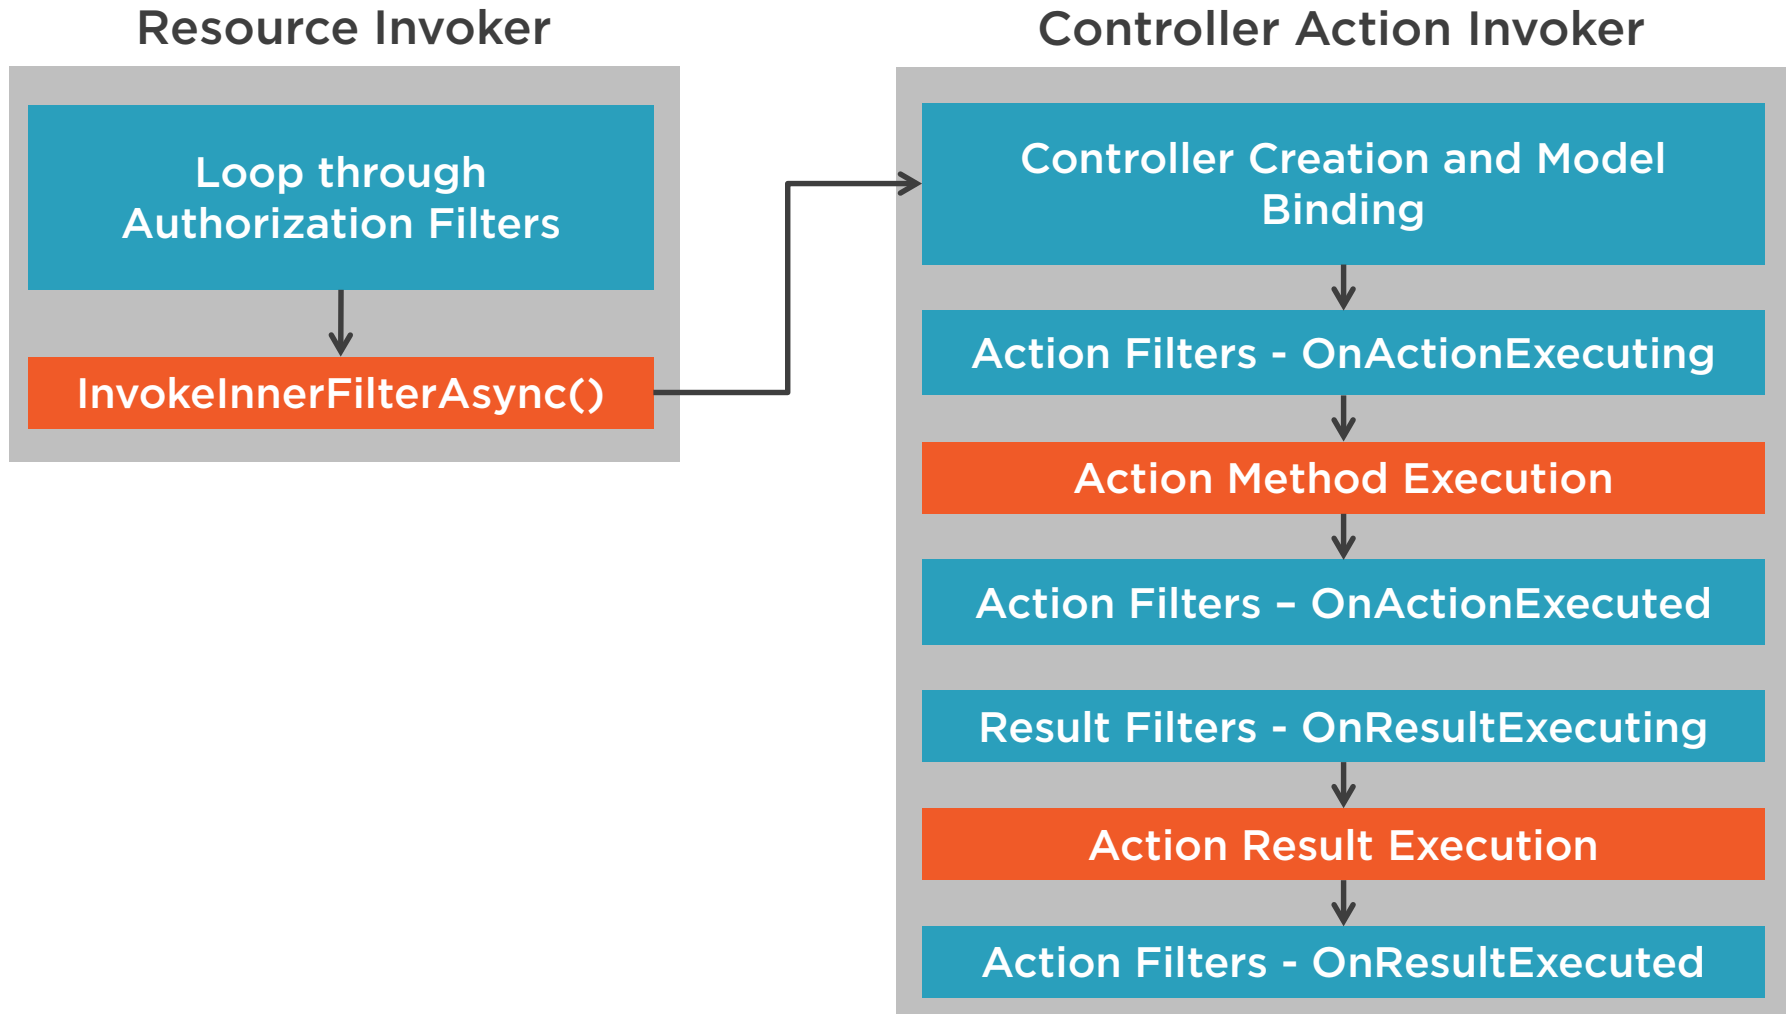 Resource Invoker
Loop through
Authorization Filters
InvokeInnerFilterAsync()
Controller Action Invoker
Controller Creation and Model
Binding
Action Filters - OnActionExecuting
Action Method Execution
Action Filters – OnActionExecuted
Result Filters - OnResultExecuting
Action Result Execution
Action Filters - OnResultExecuted